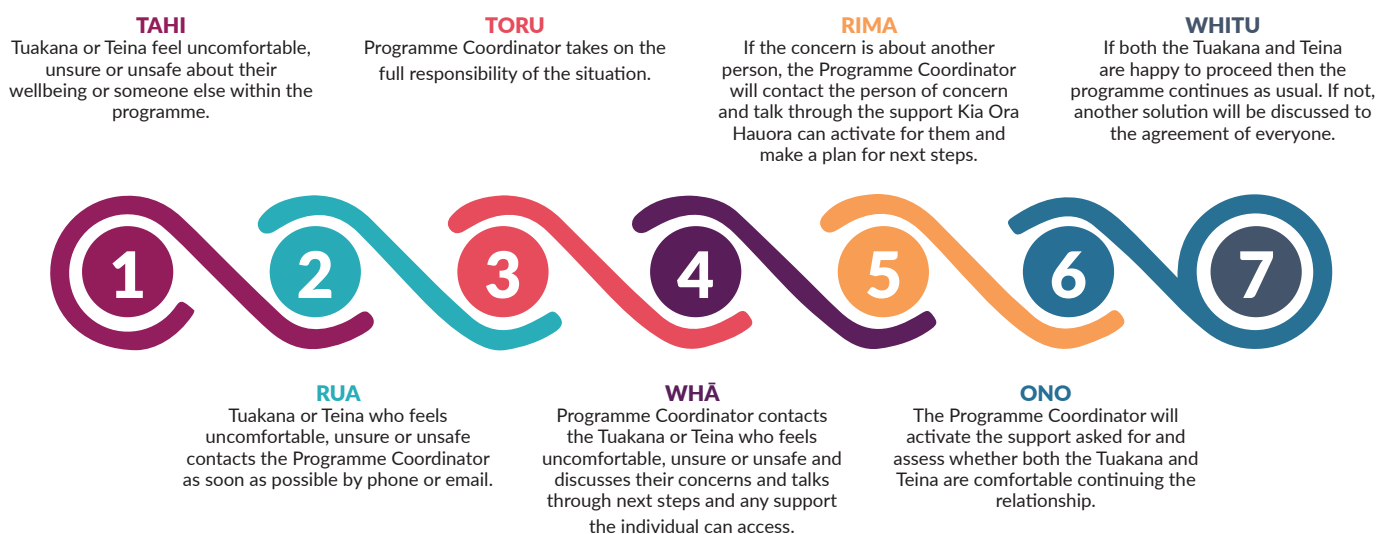 TAHI
Tuakana or Teina feel uncomfortable,
unsure or unsafe about their
wellbeing or someone else within the
programme.
TORU
Programme Coordinator takes on the
full responsibility of the situation.
RIMA
If the concern is about another
person, the Programme Coordinator
will contact the person of concern
and talk through the support Kia Ora
Hauora can activate for them and
make a plan for next steps.
WHITU
If both the Tuakana and Teina
are happy to proceed then the
programme continues as usual. If not,
another solution will be discussed to
the agreement of everyone.
1
2
3
4
5
6
7
RUA
Tuakana or Teina who feels
uncomfortable, unsure or unsafe
contacts the Programme Coordinator
as soon as possible by phone or email.
WHĀ
Programme Coordinator contacts
the Tuakana or Teina who feels
uncomfortable, unsure or unsafe and
discusses their concerns and talks
through next steps and any support
the individual can access.
ONO
The Programme Coordinator will
activate the support asked for and
assess whether both the Tuakana and
Teina are comfortable continuing the
relationship.